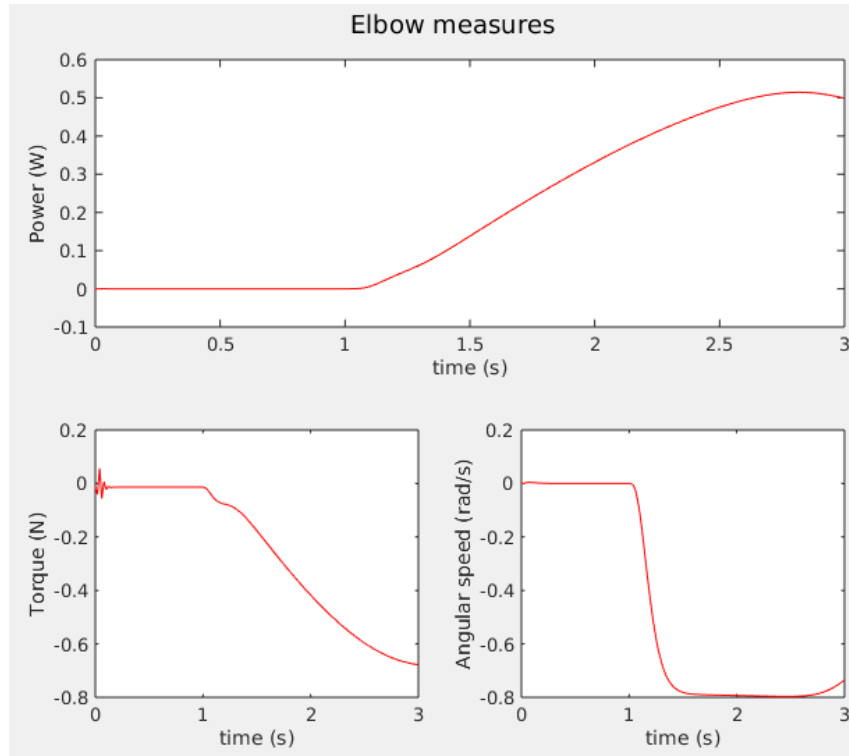 Elbow measures
0.6
0.5
0.4
0.3
0.2
0.1
0
-0.1
Power (W)
0 0.5 1 1.5 2 2.5 3
time (s)
0.2
0
-0.2
-0.4
-0.6
-0.8
Torque (N)
0 1 2 3
time (s)
0.2
0
-0.2
-0.4
-0.6
-0.8
Angular speed (rad/s)
0 1 2 3
time (s)